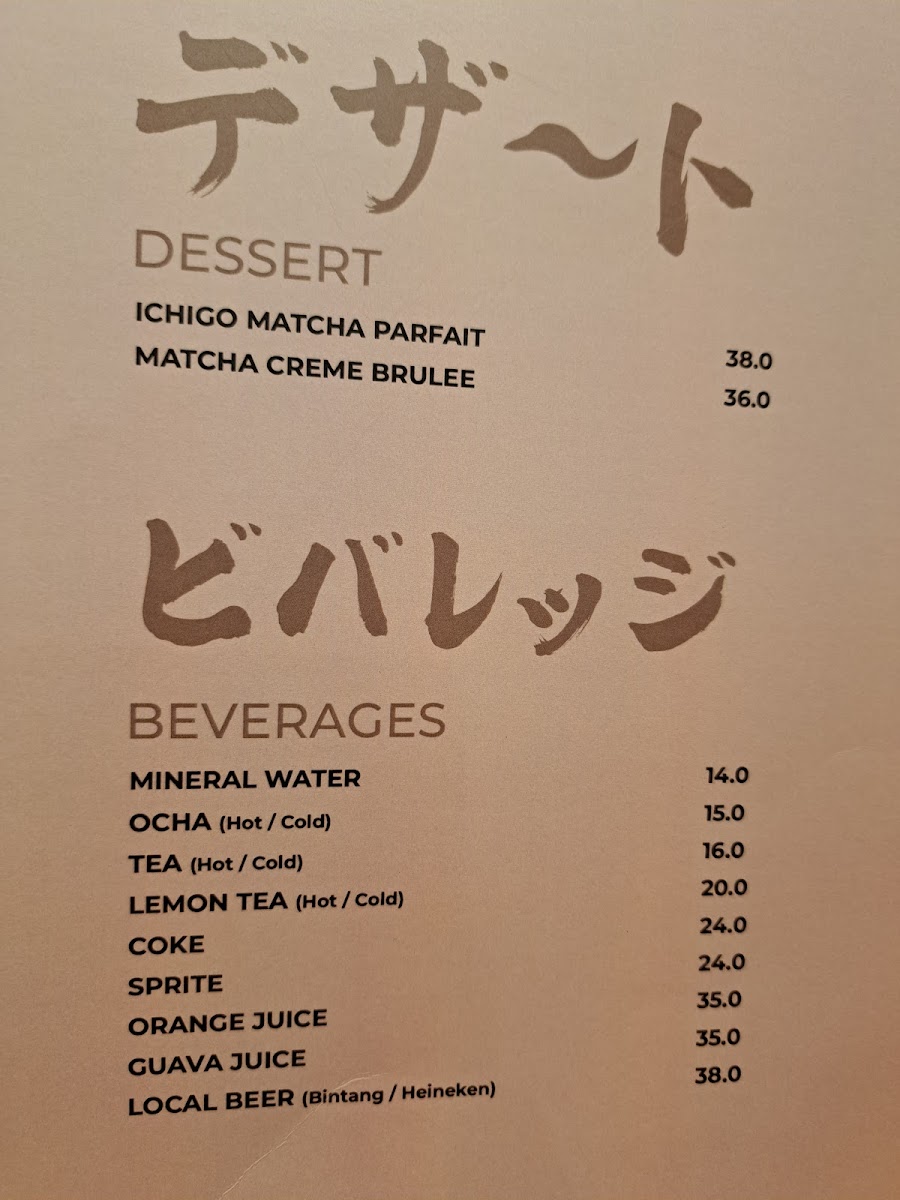 デザ〜ト
DESSERT
ICHIGO MATCHA PARFAIT 38.0
MATCHA CREME BRULEE 36.0
ビバレッジ
BEVERAGES
MINERAL WATER 14.0
OCHA (Hot / Cold) 15.0
TEA (Hot / Cold) 16.0
LEMON TEA (Hot / Cold) 20.0
COKE 24.0
SPRITE 24.0
ORANGE JUICE 35.0
GUAVA JUICE 35.0
LOCAL BEER (Bintang / Heineken) 38.0